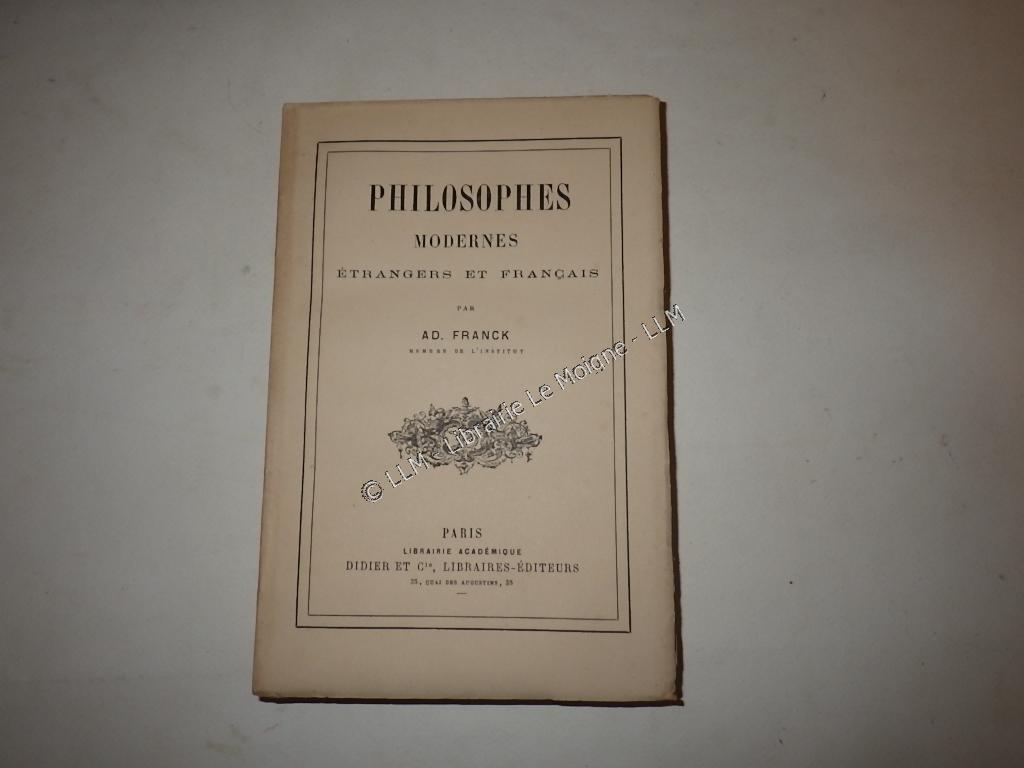 PHILOSOPHES
MODERNES
ÉTRANGERS ET FRANÇAIS
PAR
AD. FRANCK
MEMBRE DE L'INSTITUT
© LLM - Librairie Le Moigne - LLM
PARIS
LIBRAIRIE ACADÉMIQUE
DIDIER ET Cie, LIBRAIRES-ÉDITEURS
35, QUAI DES AUGUSTINS, 35